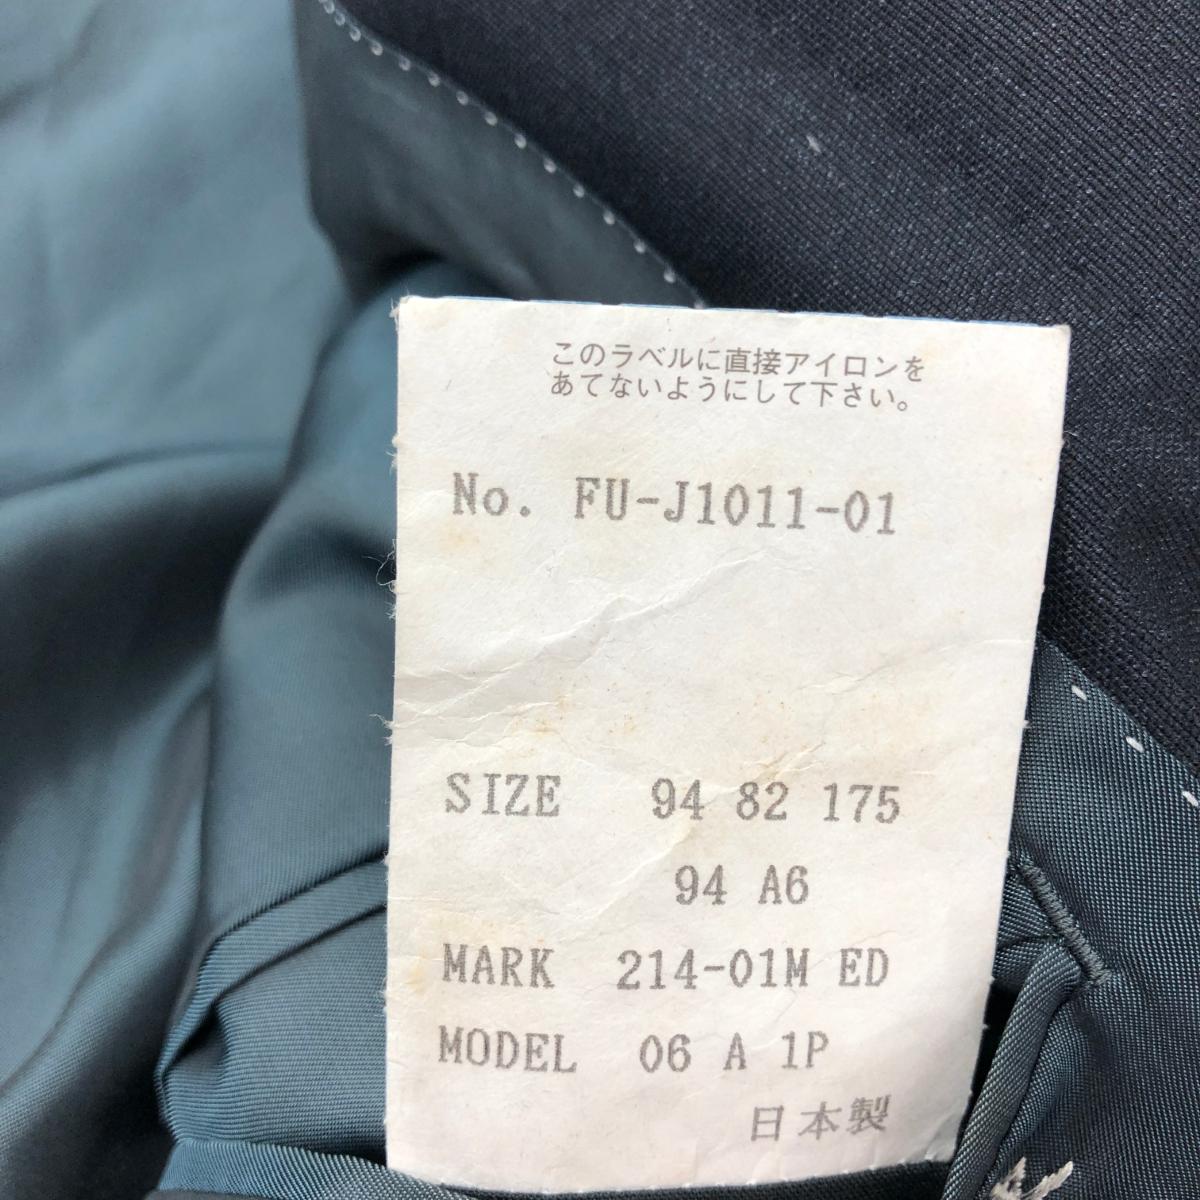 このラベルに直接アイロンを
あてないようにして下さい。
No. FU-J1011-01
SIZE 94 82 175
94 A6
MARK 214-01M ED
MODEL 06 A 1P
日本製